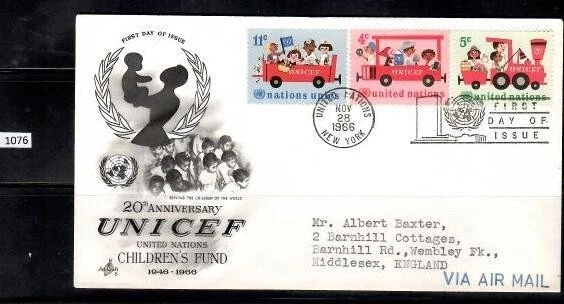 1076
FIRST DAY OF ISSUE
SERVING THE CHILDREN OF THE WORLD
20th ANNIVERSARY
UNICEF
UNITED NATIONS
CHILDREN'S FUND
1946-1966
11c
UNICEF
nations unies
4c
UNICEF
united nations
5c
UNICEF
united nations
UNITED NATIONS
NOV
28
1966
NEW YORK
FIRST
DAY OF
ISSUE
Mr. Albert Baxter,
2 Barnhill Cottages,
Barnhill Rd.,Wembley Pk.,
Middlesex, ENGLAND
VIA AIR MAIL